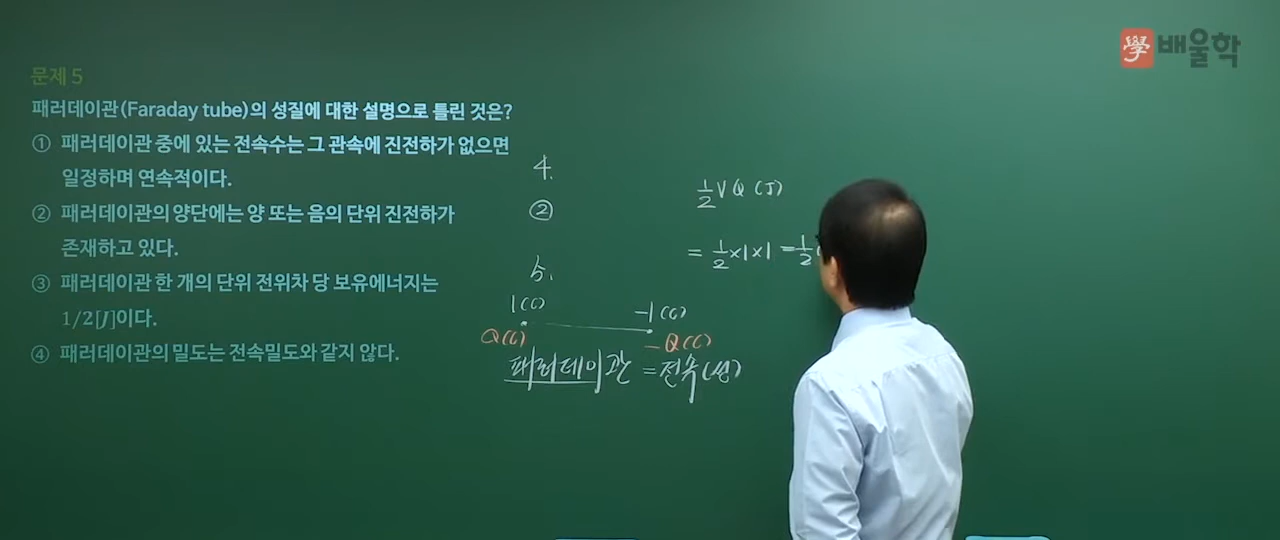 學 배울학
문제 5
패러데이관(Faraday tube)의 성질에 대한 설명으로 틀린 것은?
① 패러데이관 중에 있는 전속수는 그 관속에 진전하가 없으면
일정하며 연속적이다.
② 패러데이관의 양단에는 양 또는 음의 단위 진전하가
존재하고 있다.
③ 패러데이관 한 개의 단위 전위차 당 보유에너지는
1/2[J]이다.
④ 패러데이관의 밀도는 전속밀도와 같지 않다.
4.
②
5.
1(C) -1(C)
Q(C) -Q(C)
패러데이관 = 전속(선)
1/2 VQ (J)
= 1/2 ×1×1 = 1/2